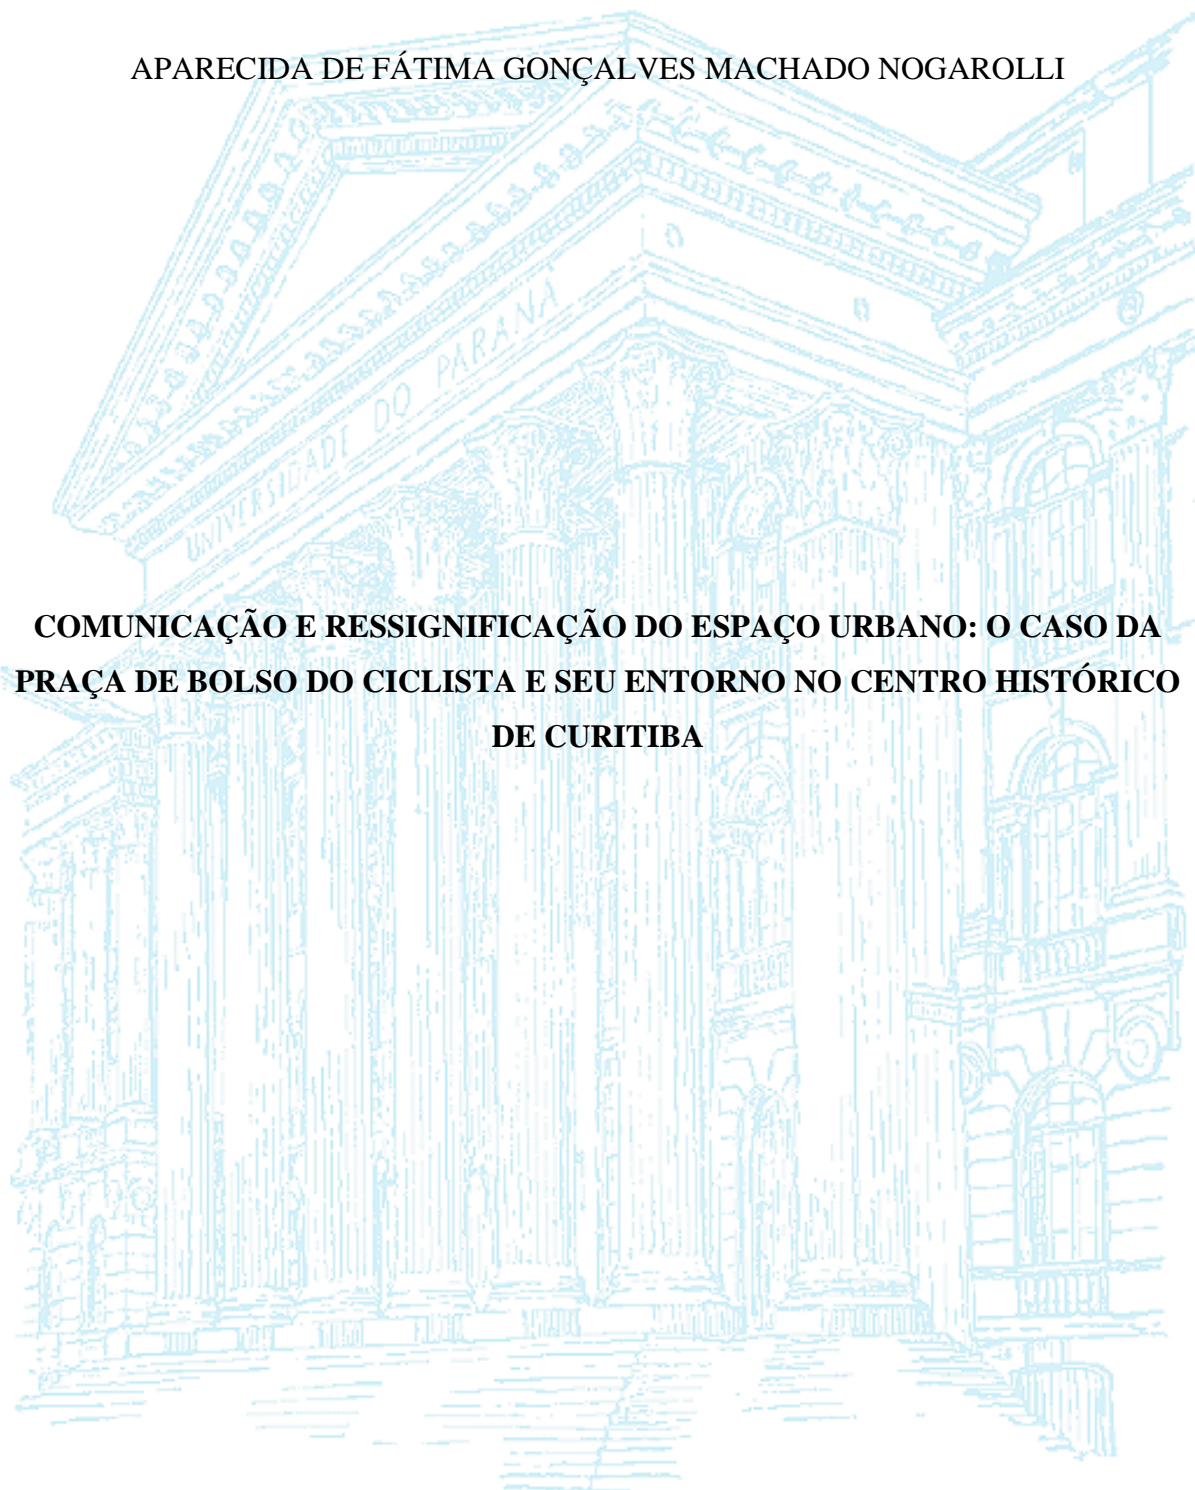 APARECIDA DE FÁTIMA GONÇALVES MACHADO NOGAROLLI
UNIVERSIDADE DO PARANÁ
COMUNICAÇÃO E RESSIGNIFICAÇÃO DO ESPAÇO URBANO: O CASO DA
PRAÇA DE BOLSO DO CICLISTA E SEU ENTORNO NO CENTRO HISTÓRICO
DE CURITIBA